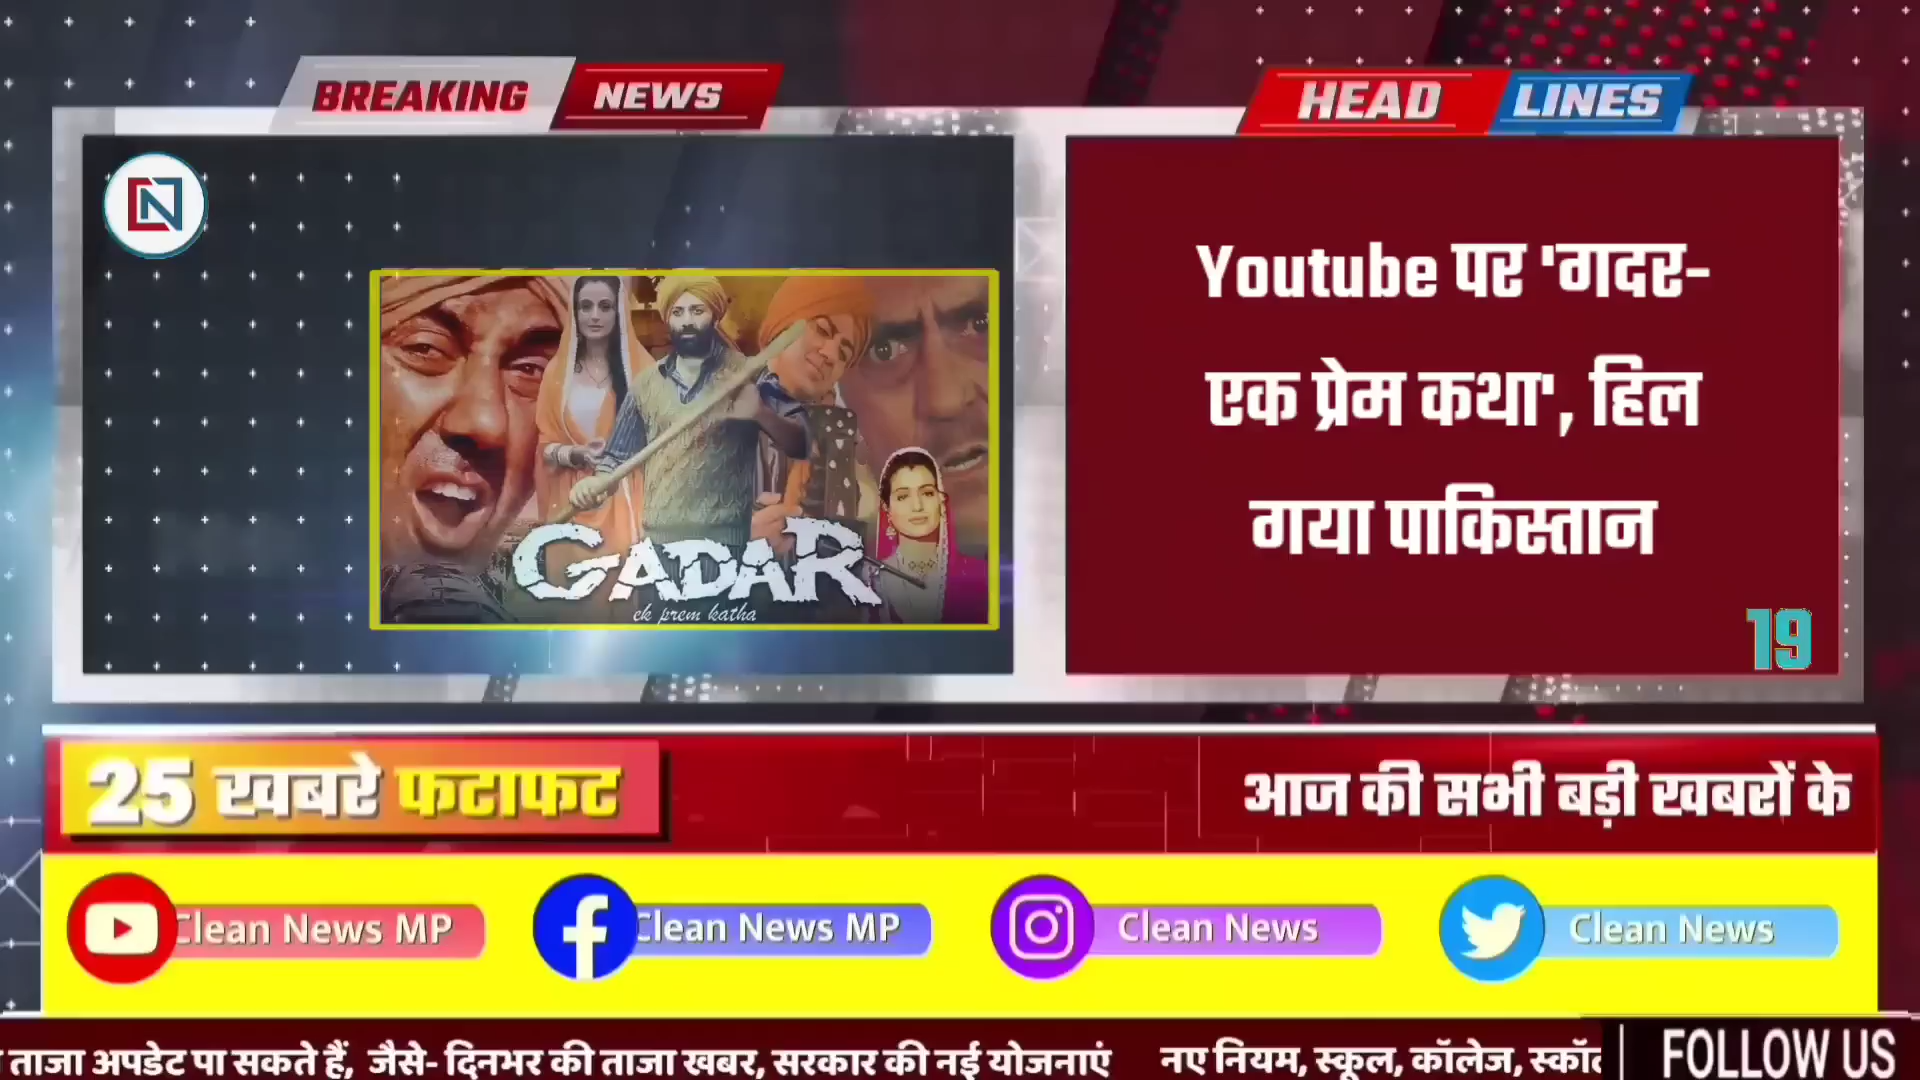 BREAKING NEWS
HEAD LINES
Youtube पर 'गदर-
एक प्रेम कथा', हिल
गया पाकिस्तान
19
GADAR
ek prem katha
25 खबरे फटाफट
आज की सभी बड़ी खबरों के
Clean News MP
Clean News MP
Clean News
Clean News
ताजा अपडेट पा सकते हैं, जैसे- दिनभर की ताजा खबर, सरकार की नई योजनाएं नए नियम, स्कूल, कॉलेज,
FOLLOW US